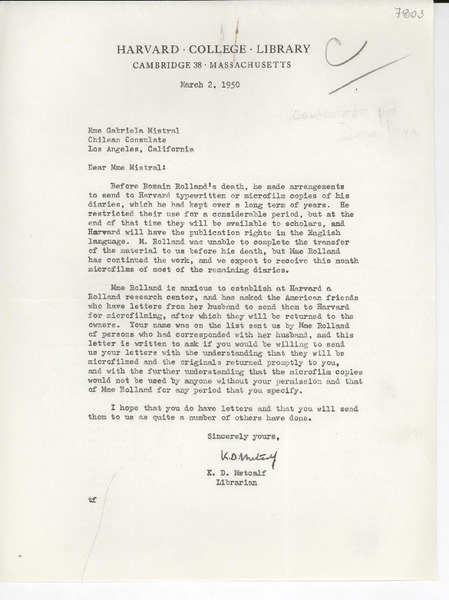 7803
HARVARD · COLLEGE · LIBRARY
CAMBRIDGE 38 · MASSACHUSETTS
March 2, 1950
Mme Gabriela Mistral
Chilean Consulate
Los Angeles, California
Dear Mme Mistral:
Before Romain Rolland's death, he made arrangements
to send to Harvard typewritten or microfilm copies of his
diaries, which he had kept over a long term of years. He
restricted their use for a considerable period, but at the
end of that time they will be available to scholars, and
Harvard will have the publication rights in the English
language. M. Rolland was unable to complete the transfer
of the material to us before his death, but Mme Rolland
has continued the work, and we expect to receive this month
microfilms of most of the remaining diaries.
Mme Rolland is anxious to establish at Harvard a
Rolland research center, and has asked the American friends
who have letters from her husband to send them to Harvard
for microfilming, after which they will be returned to the
owners. Your name was on the list sent us by Mme Rolland
of persons who had corresponded with her husband, and this
letter is written to ask if you would be willing to send
us your letters with the understanding that they will be
microfilmed and the originals returned promptly to you,
and with the further understanding that the microfilm copies
would not be used by anyone without your permission and that
of Mme Rolland for any period that you specify.
I hope that you do have letters and that you will send
them to us as quite a number of others have done.
Sincerely yours,
K. D. Metcalf
K. D. Metcalf
Librarian